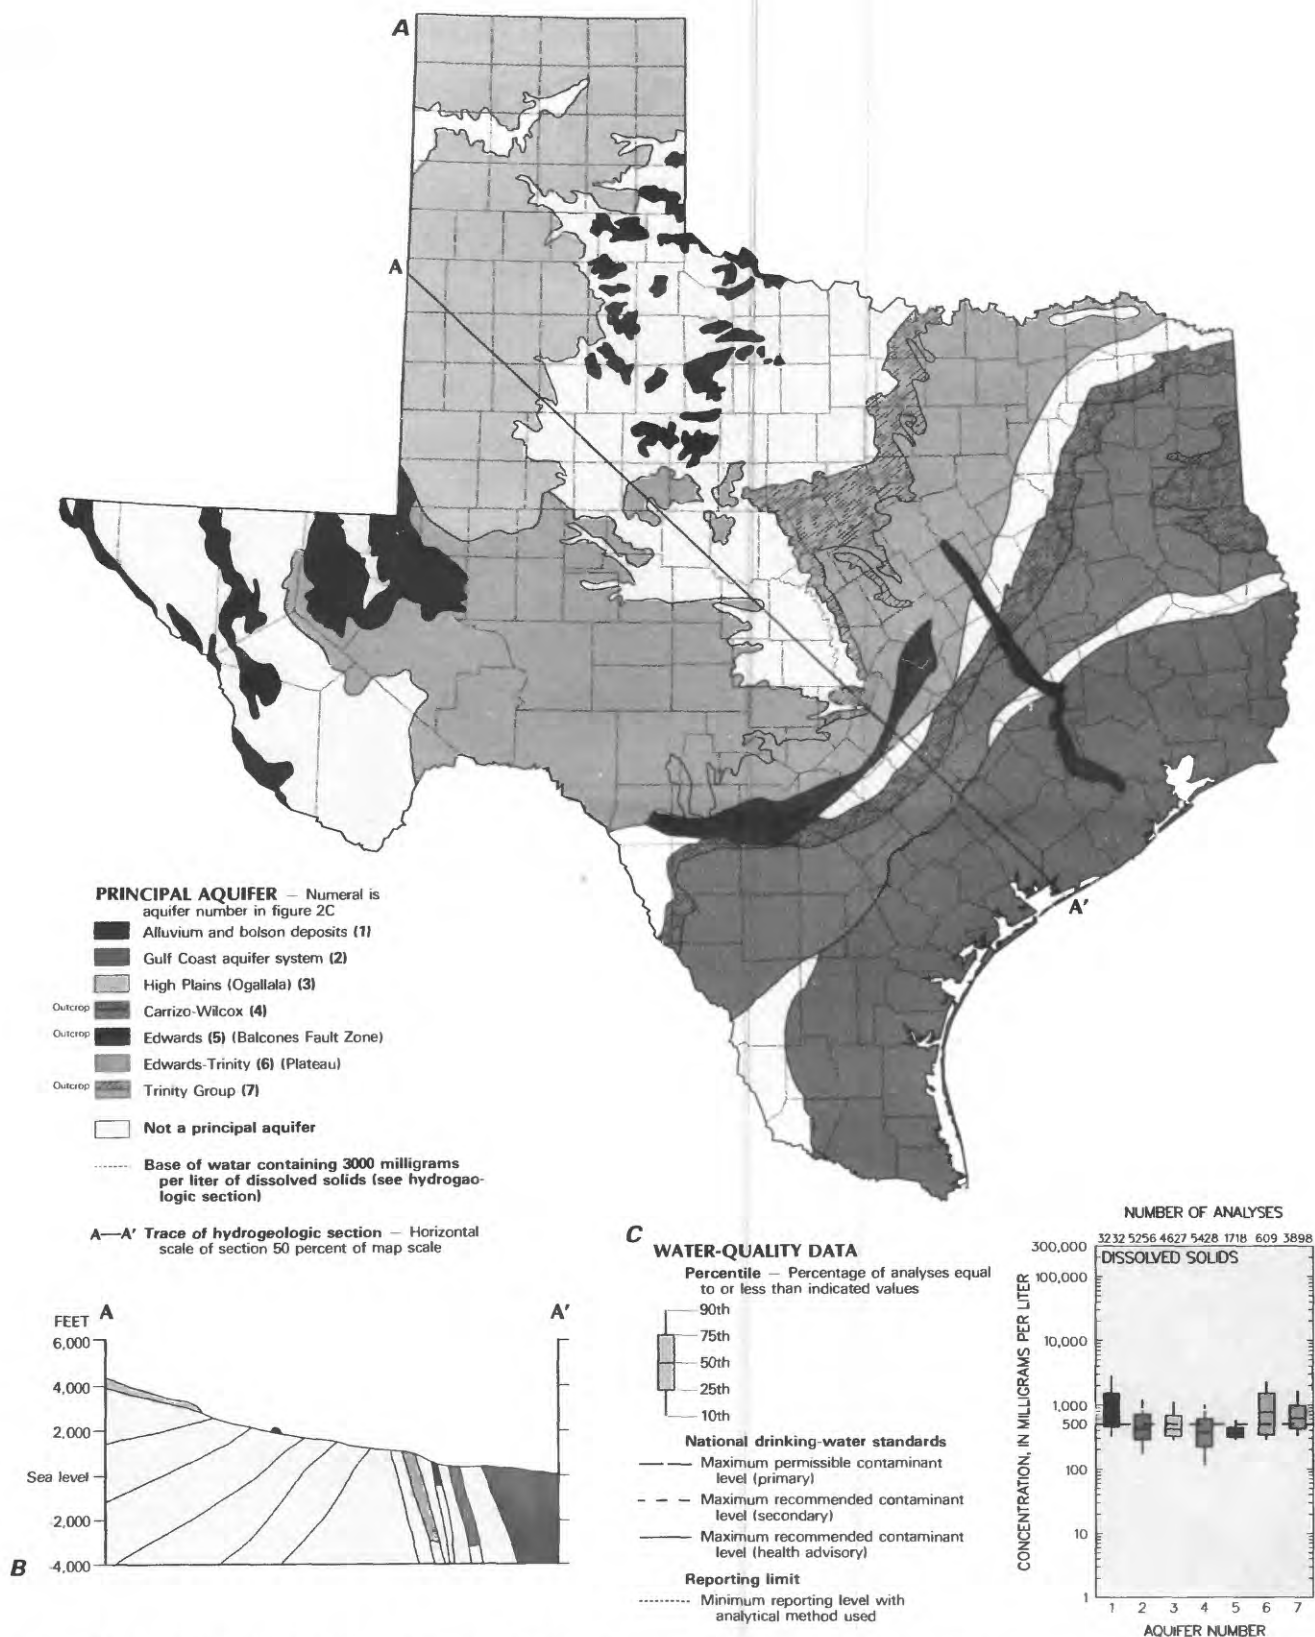 A
A
A'
PRINCIPAL AQUIFER — Numeral is
aquifer number in figure 2C
Alluvium and bolson deposits (1)
Gulf Coast aquifer system (2)
High Plains (Ogallala) (3)
Outcrop Carrizo-Wilcox (4)
Outcrop Edwards (5) (Balcones Fault Zone)
Edwards-Trinity (6) (Plateau)
Outcrop Trinity Group (7)
Not a principal aquifer
Base of watar containing 3000 milligrams
per liter of dissolved solids (see hydrogao-
logic section)
A—A' Trace of hydrogeologic section — Horizontal
scale of section 50 percent of map scale
A A'
FEET
6,000
4,000
2,000
Sea level
-2,000
-4,000
B
C
WATER-QUALITY DATA
Percentile — Percentage of analyses equal
to or less than indicated values
90th
75th
50th
25th
10th
National drinking-water standards
Maximum permissible contaminant
level (primary)
Maximum recommended contaminant
level (secondary)
Maximum recommended contaminant
level (health advisory)
Reporting limit
Minimum reporting level with
analytical method used
NUMBER OF ANALYSES
3232 5256 4627 5428 1718 609 3898
DISSOLVED SOLIDS
CONCENTRATION, IN MILLIGRAMS PER LITER
300,000
100,000
10,000
1,000
500
100
10
1
1 2 3 4 5 6 7
AQUIFER NUMBER